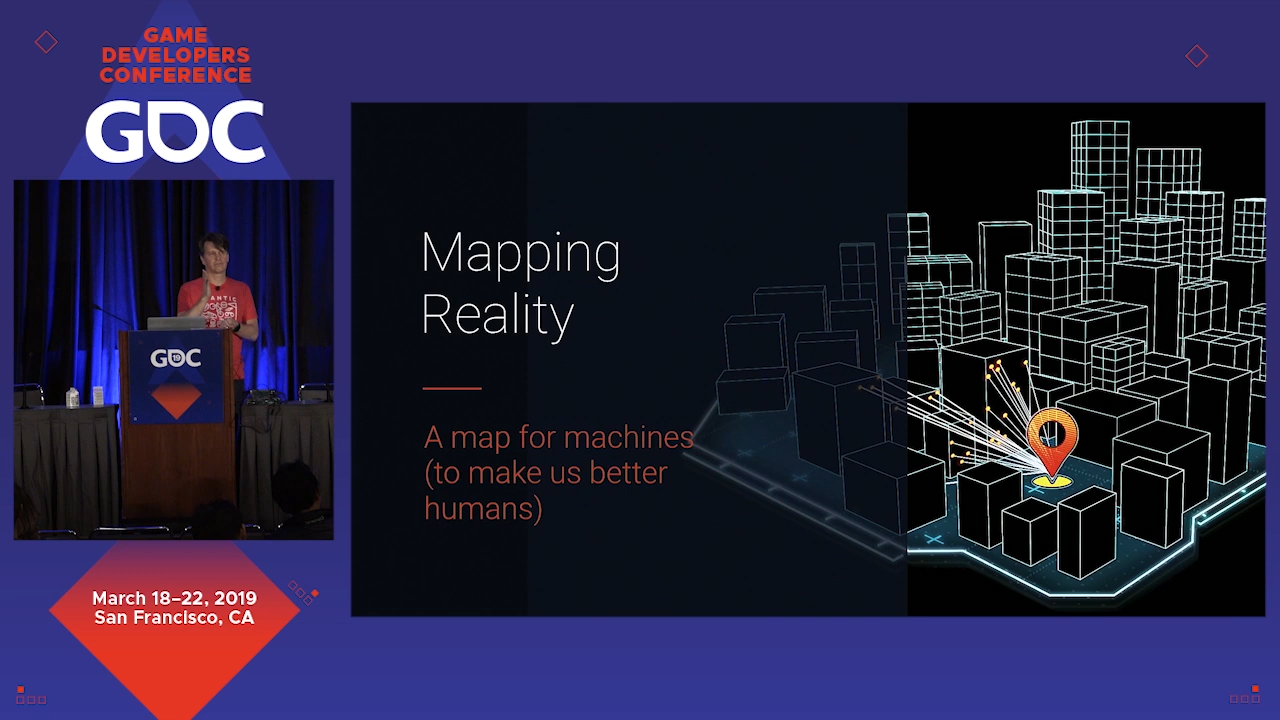 GAME
DEVELOPERS
CONFERENCE
GDC
GDC
March 18–22, 2019
San Francisco, CA
Mapping
Reality
A map for machines
(to make us better
humans)